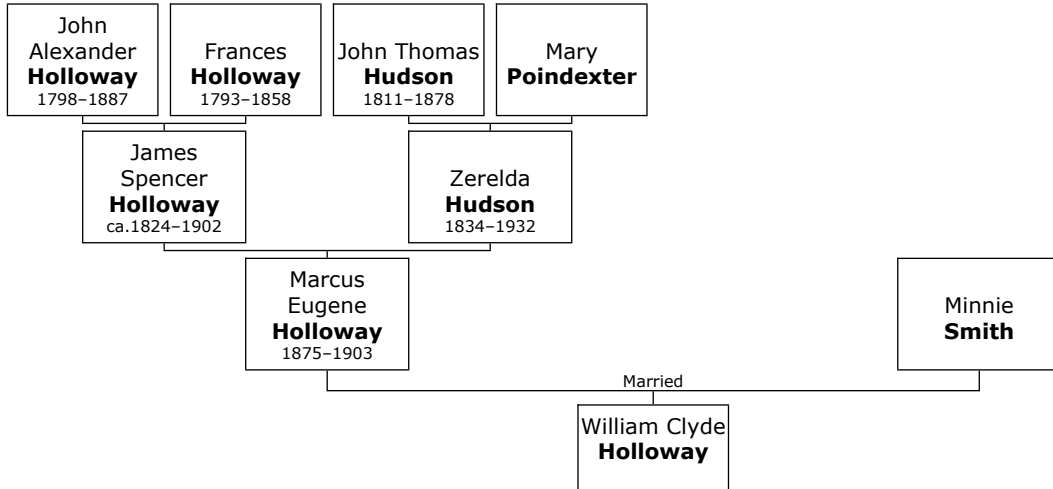 John
Alexander
Holloway
1798–1887
Frances
Holloway
1793–1858
John Thomas
Hudson
1811–1878
Mary
Poindexter
James
Spencer
Holloway
ca.1824–1902
Zerelda
Hudson
1834–1932
Marcus
Eugene
Holloway
1875–1903
Minnie
Smith
Married
William Clyde
Holloway